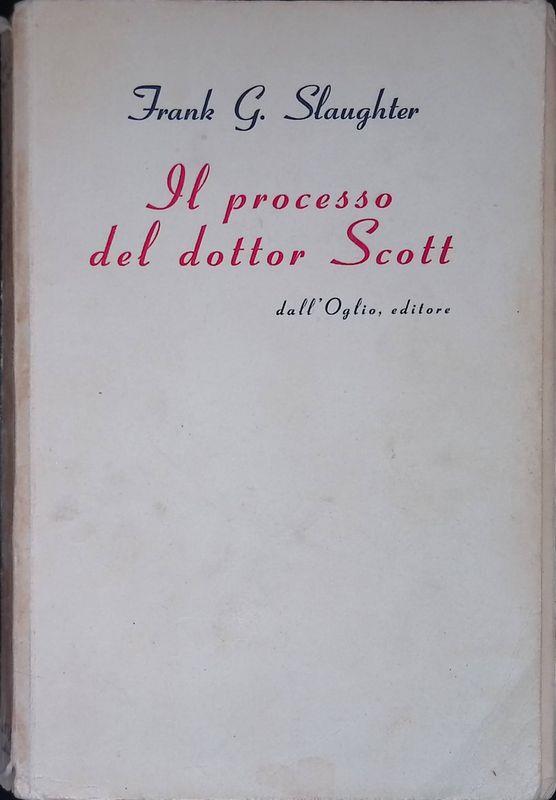 Frank G. Slaughter
Il processo
del dottor Scott
dall'Oglio, editore